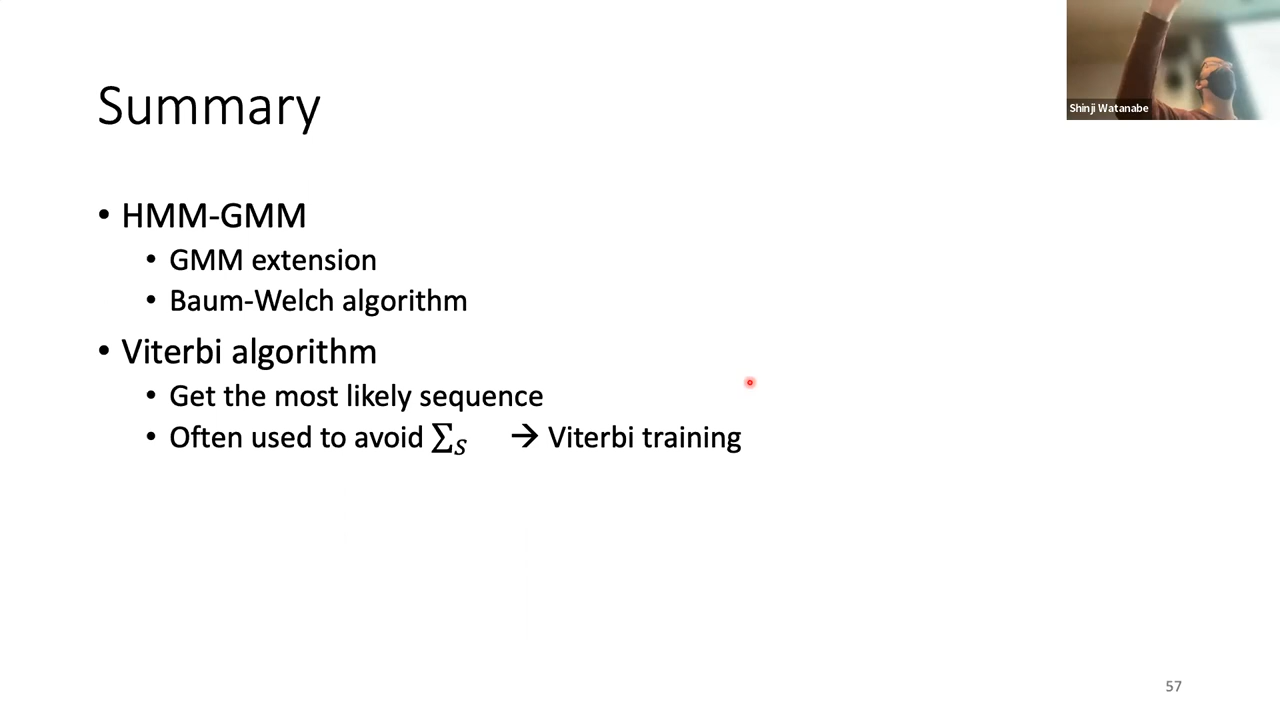 Shinji Watanabe
Summary
• HMM-GMM
• GMM extension
• Baum-Welch algorithm
• Viterbi algorithm
• Get the most likely sequence
• Often used to avoid ∑_S → Viterbi training
57